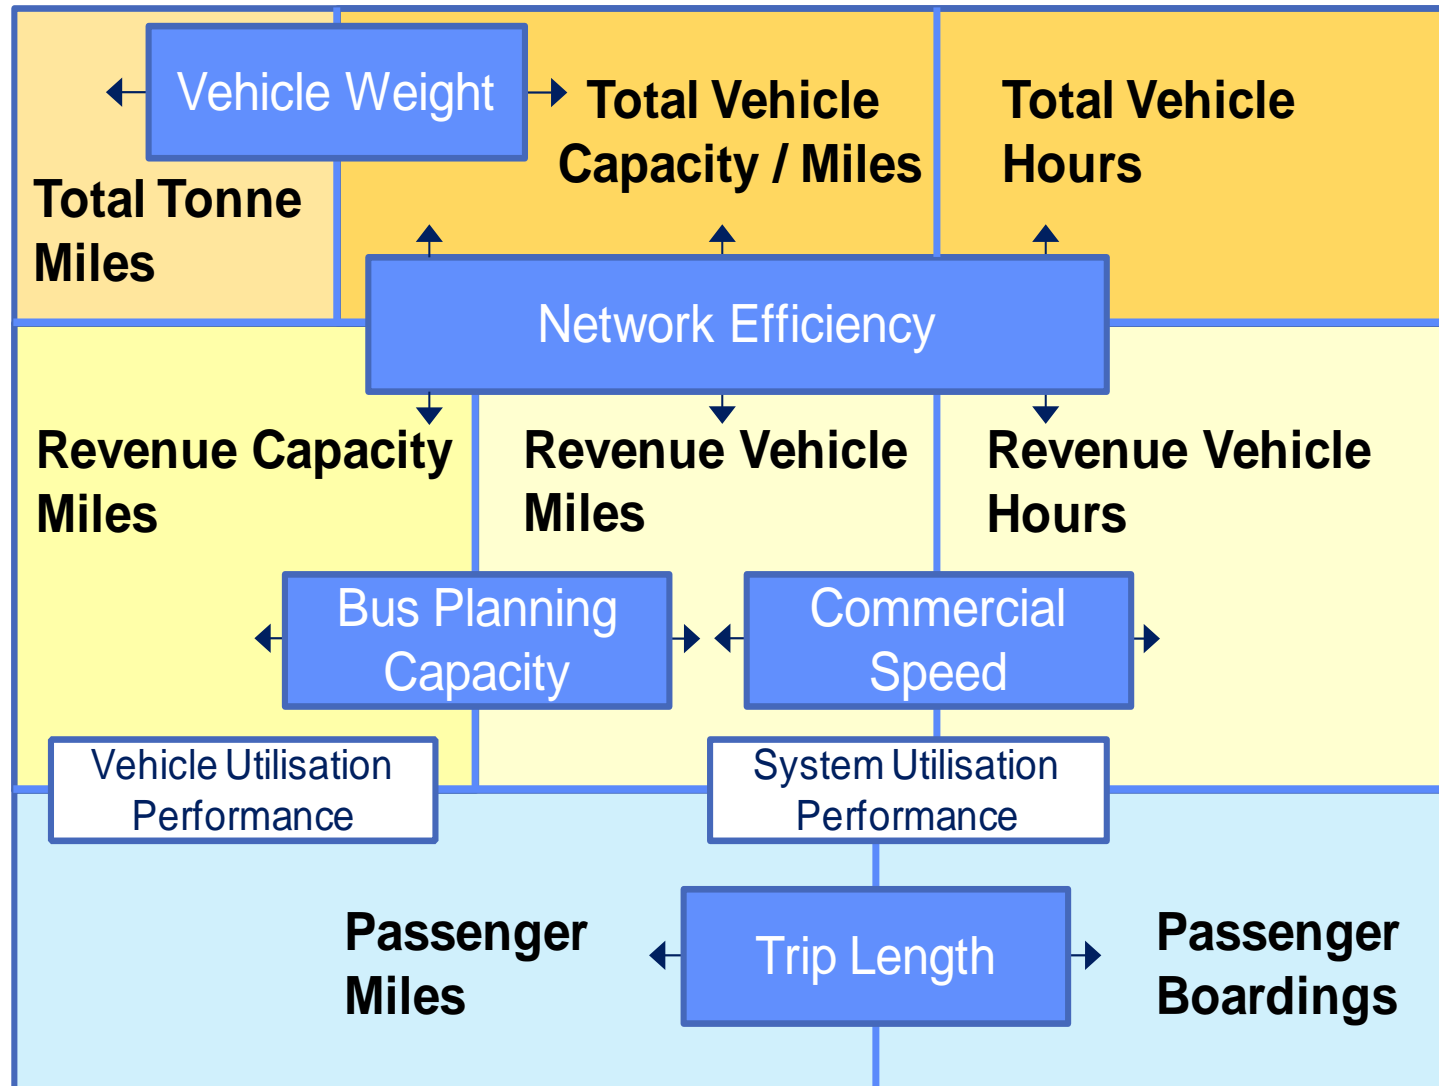 Vehicle Weight
Total Tonne
Miles
Total Vehicle
Capacity / Miles
Total Vehicle
Hours
Network Efficiency
Revenue Capacity
Miles
Revenue Vehicle
Miles
Revenue Vehicle
Hours
Bus Planning
Capacity
Commercial
Speed
Vehicle Utilisation
Performance
System Utilisation
Performance
Passenger
Miles
Trip Length
Passenger
Boardings